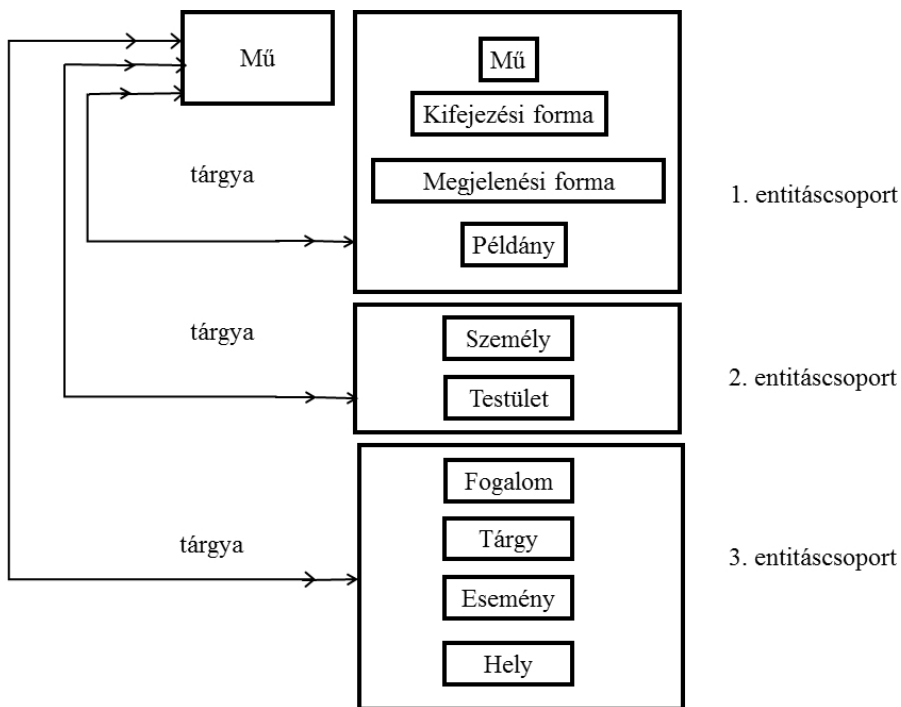 Mű
Mű
Kifejezési forma
tárgya
Megjelenési forma
1. entitáscsoport
Példány
tárgya
Személy
2. entitáscsoport
Testület
Fogalom
tárgya
Tárgy
3. entitáscsoport
Esemény
Hely